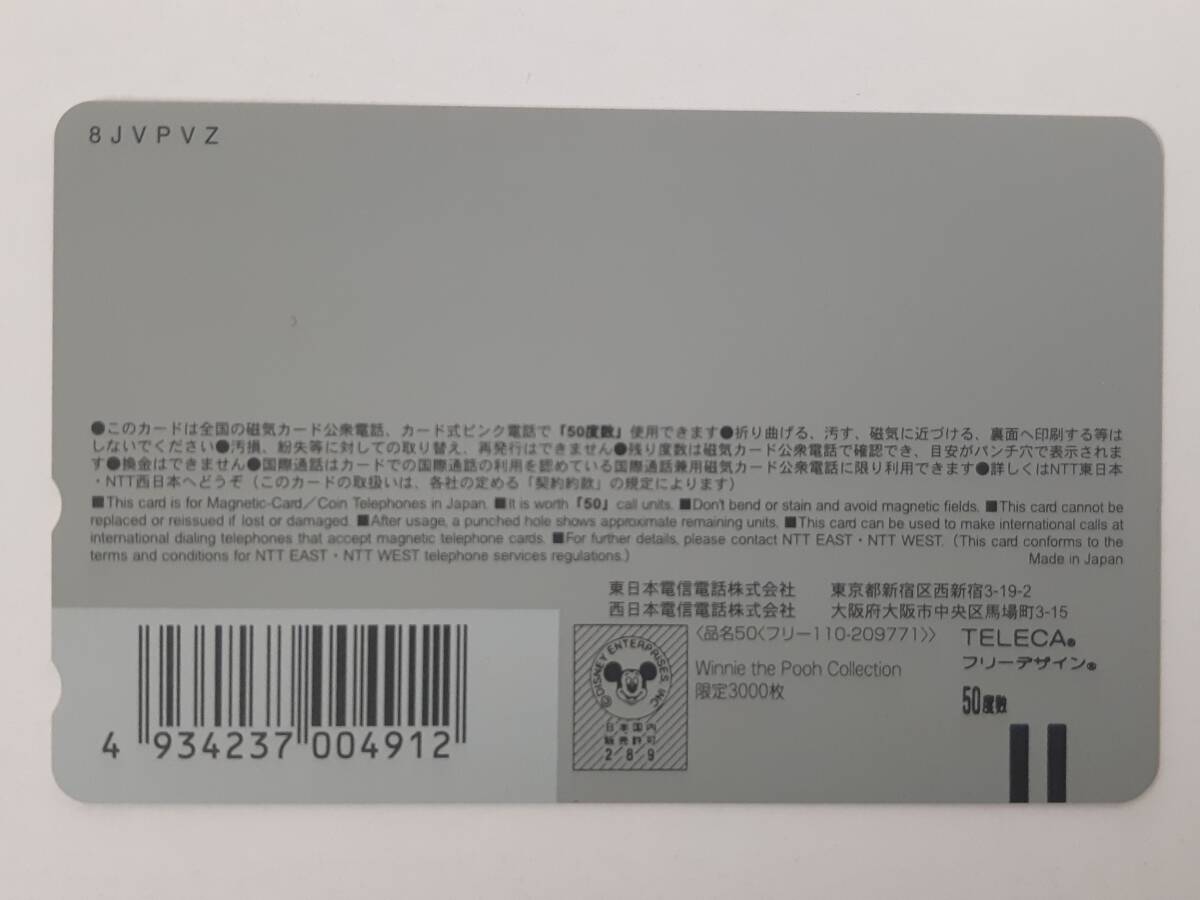 8JVPVZ
●このカードは全国の磁気カード公衆電話、カード式ピンク電話で「50度数」使用できます●折り曲げる、汚す、磁気に近づける、裏面へ印刷する等は
しないでください●汚損、紛失等に対しての取り替え、再発行はできません●残り度数は磁気カード公衆電話で確認でき、目安がパンチ穴で表示されま
す●換金はできません●国際通話はカードでの国際通話の利用を認めている国際通話兼用磁気カード公衆電話に限り利用できます●詳しくはNTT東日本
・NTT西日本へどうぞ（このカードの取扱いは、各社の定める「契約約款」の規定によります）
■This card is for Magnetic-Card／Coin Telephones in Japan. ■It is worth「50」call units. ■Don't bend or stain and avoid magnetic fields. ■This card cannot be
replaced or reissued if lost or damaged. ■After usage, a punched hole shows approximate remaining units. ■This card can be used to make international calls at
international dialing telephones that accept magnetic telephone cards. ■For further details, please contact NTT EAST・NTT WEST.（This card conforms to the
terms and conditions for NTT EAST・NTT WEST telephone services regulations.）
Made in Japan
東日本電信電話株式会社 東京都新宿区西新宿3-19-2
西日本電信電話株式会社 大阪府大阪市中央区馬場町3-15
〈品名50〈フリー110-209771〉〉
Winnie the Pooh Collection
限定3000枚
TELECA®
フリーデザイン®
50度数
©DISNEY ENTERPRISES, INC.
日本国内
販売許可
289
4 934237 004912